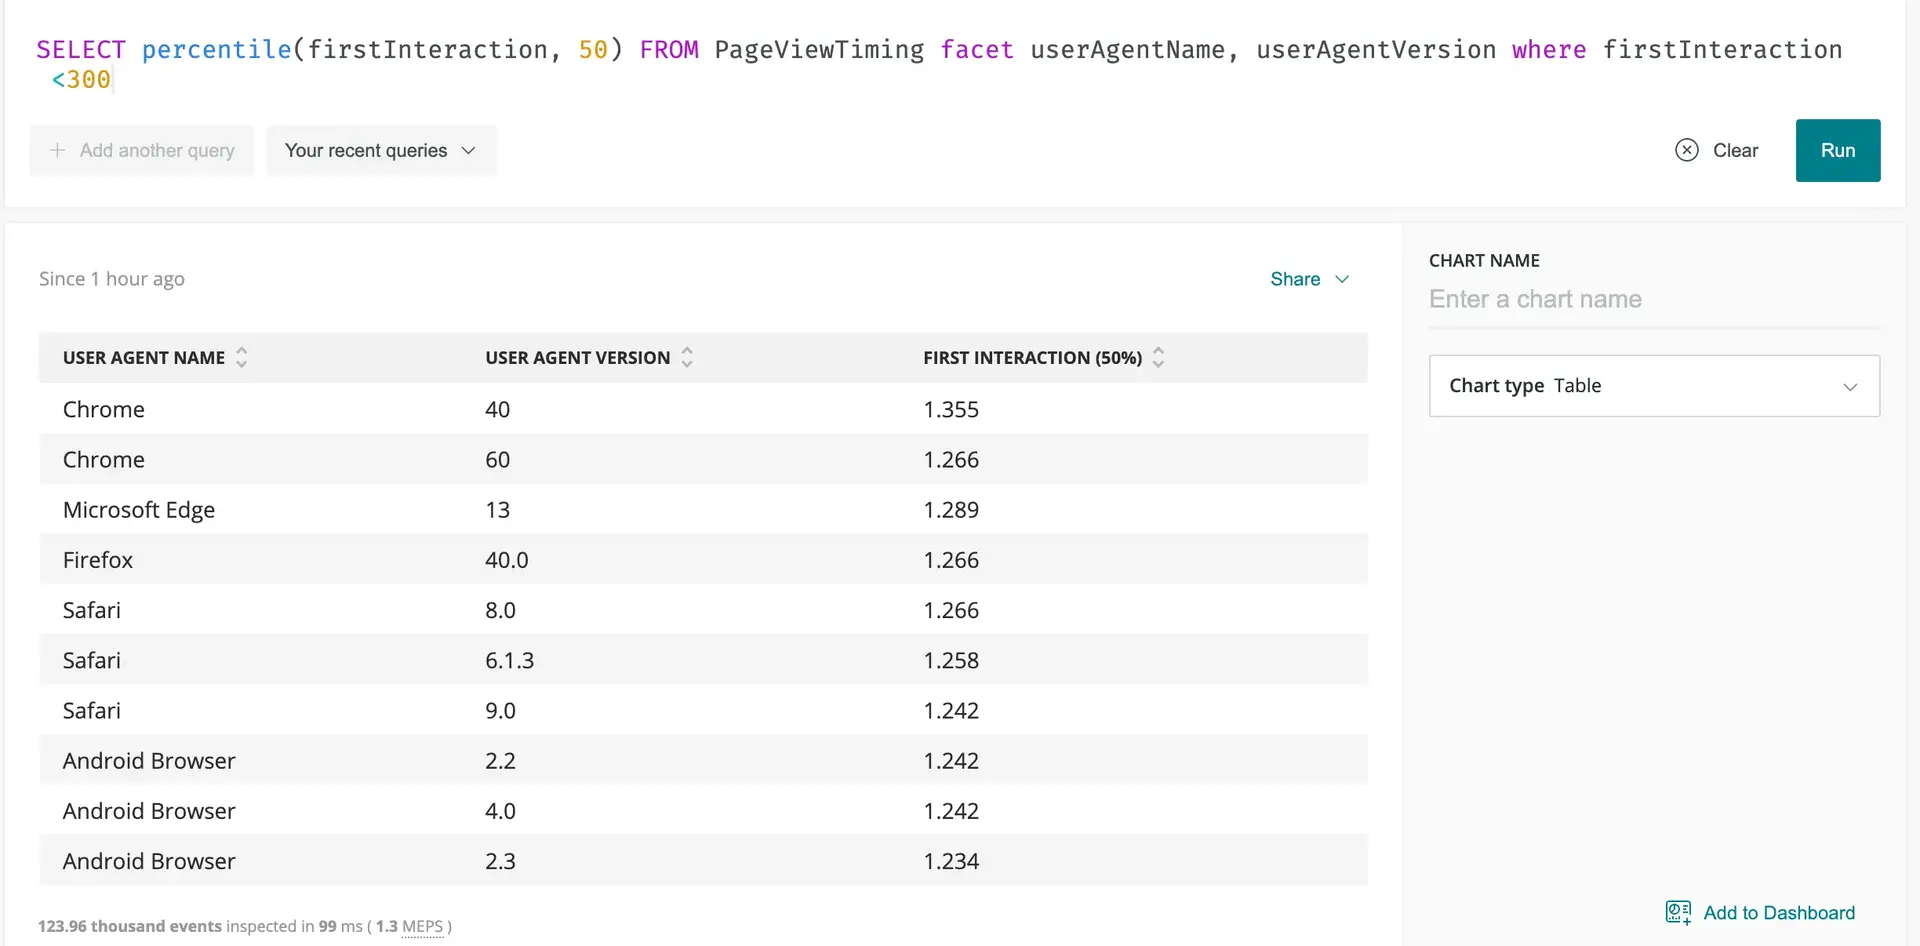 SELECT percentile(firstInteraction, 50) FROM PageViewTiming facet userAgentName, userAgentVersion where firstInteraction
<300
Add another query
Your recent queries
Clear
Run
Since 1 hour ago
Share
USER AGENT NAME USER AGENT VERSION FIRST INTERACTION (50%)
Chrome 40 1.355
Chrome 60 1.266
Microsoft Edge 13 1.289
Firefox 40.0 1.266
Safari 8.0 1.266
Safari 6.1.3 1.258
Safari 9.0 1.242
Android Browser 2.2 1.242
Android Browser 4.0 1.242
Android Browser 2.3 1.234
123.96 thousand events inspected in 99 ms ( 1.3 MEPS )
CHART NAME
Enter a chart name
Chart type Table
Add to Dashboard